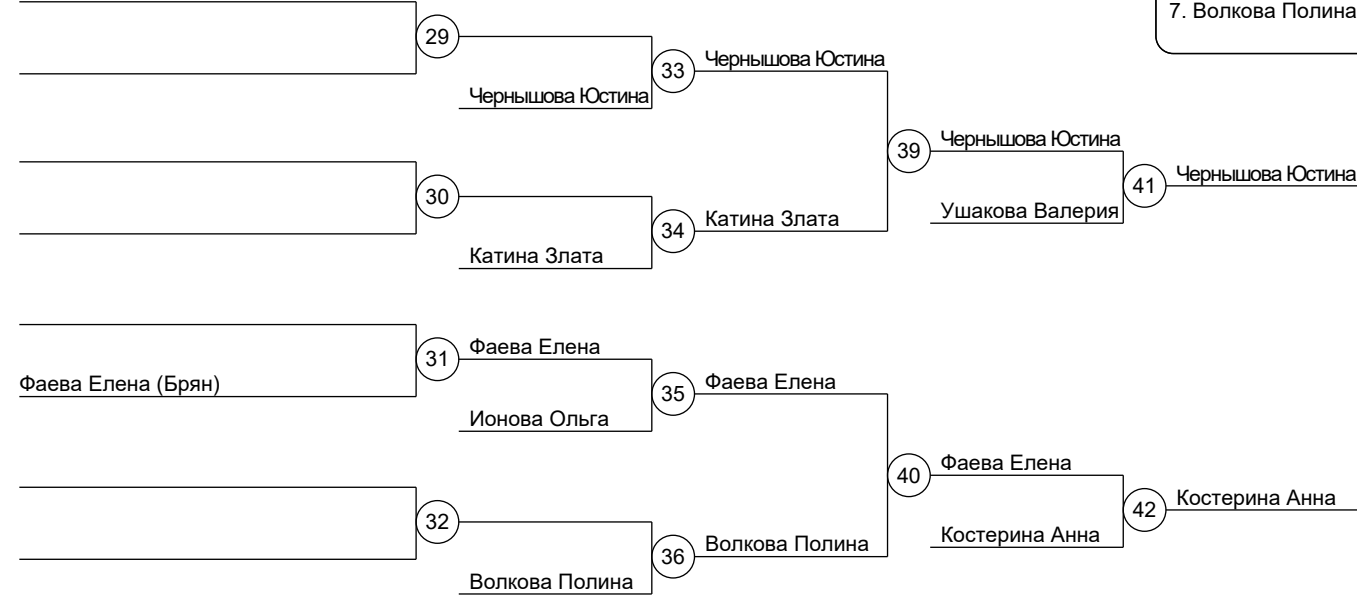 7. Волкова Полина
29
33
Чернышова Юстина
Чернышова Юстина
39
Чернышова Юстина
41
Чернышова Юстина
30
34
Катина Злата
Ушакова Валерия
Катина Злата
31
Фаева Елена
Фаева Елена (Брян)
35
Фаева Елена
Ионова Ольга
40
Фаева Елена
42
Костерина Анна
32
36
Волкова Полина
Костерина Анна
Волкова Полина